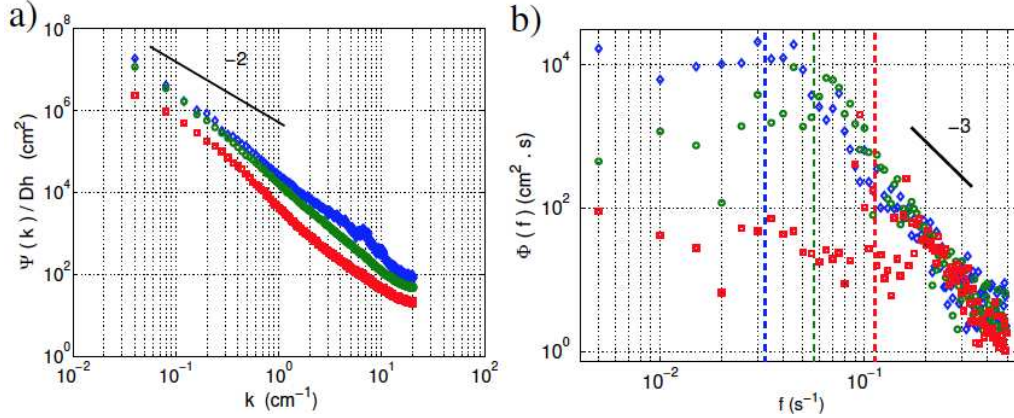 a)
10^8
10^6
10^4
10^2
10^0
Ψ ( k ) / Dh (cm^2)
-2
10^-2
10^-1
10^0
10^1
10^2
k (cm^-1)
b)
10^4
10^2
10^0
Φ ( f ) (cm^2 . s)
-3
10^-2
10^-1
f (s^-1)